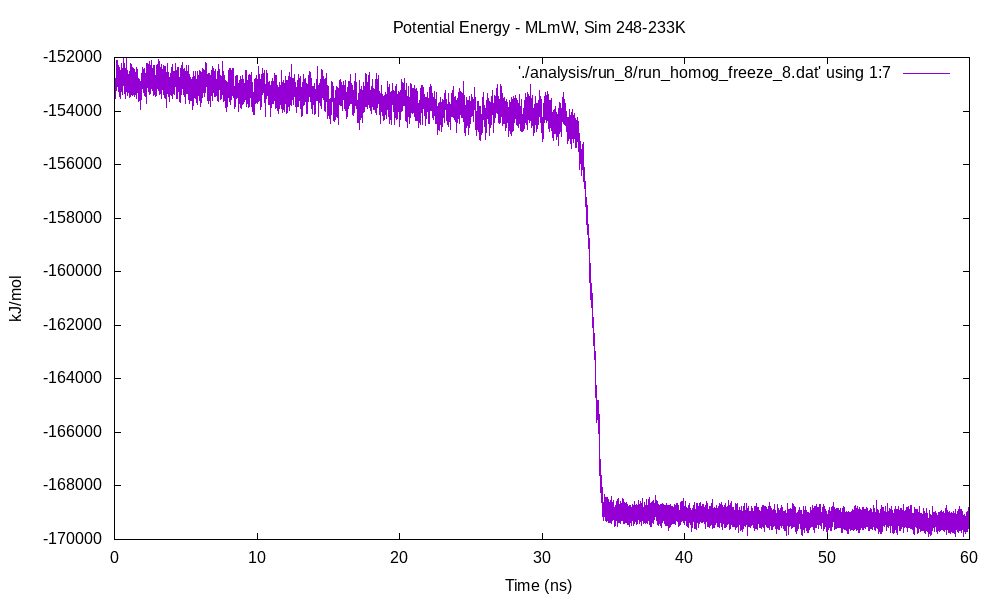 Potential Energy - MLmW, Sim 248-233K
'./analysis/run_8/run_homog_freeze_8.dat' using 1:7
-152000
-154000
-156000
-158000
-160000
-162000
-164000
-166000
-168000
-170000
kJ/mol
0 10 20 30 40 50 60
Time (ns)